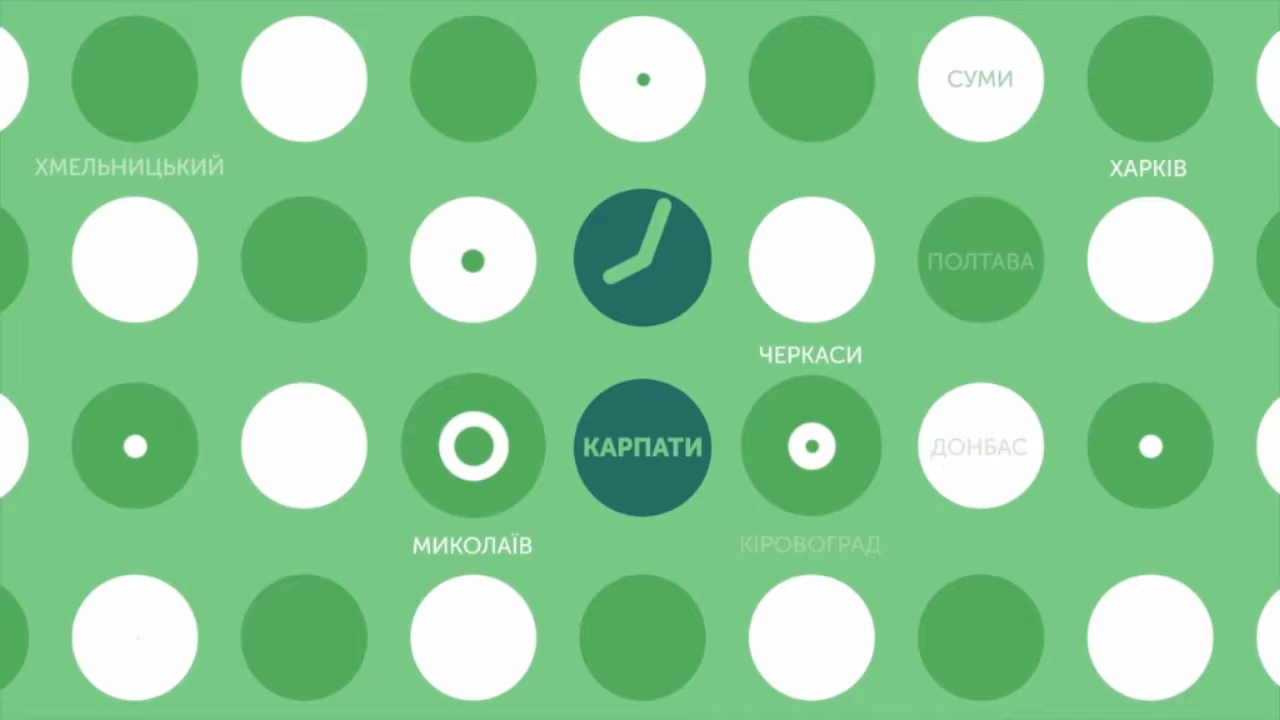 СУМИ
ХМЕЛЬНИЦЬКИЙ
ХАРКІВ
ПОЛТАВА
ЧЕРКАСИ
КАРПАТИ
ДОНБАС
МИКОЛАЇВ
КІРОВОГРАД